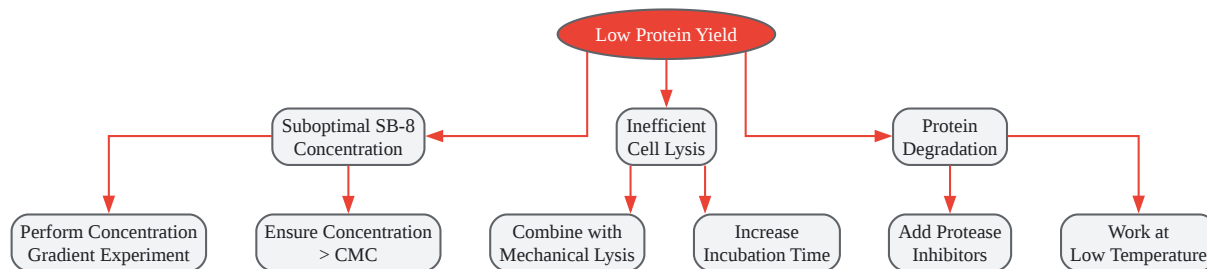 Low Protein Yield
Suboptimal SB-8
Concentration
Inefficient
Cell Lysis
Protein
Degradation
Perform Concentration
Gradient Experiment
Ensure Concentration
> CMC
Combine with
Mechanical Lysis
Increase
Incubation Time
Add Protease
Inhibitors
Work at
Low Temperature